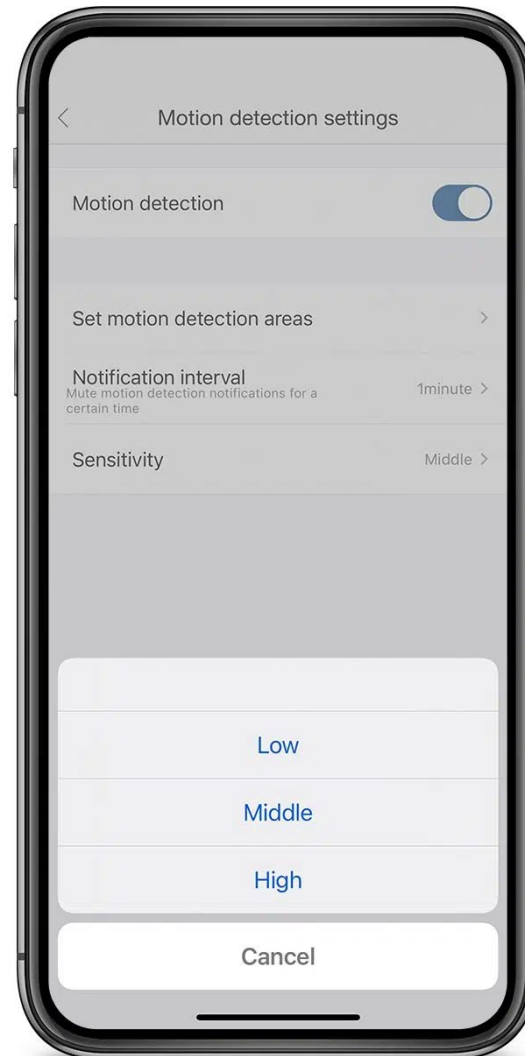 Motion detection settings
Motion detection
Set motion detection areas
Notification interval
Mute motion detection notifications for a
certain time
1minute
Sensitivity
Middle
Low
Middle
High
Cancel